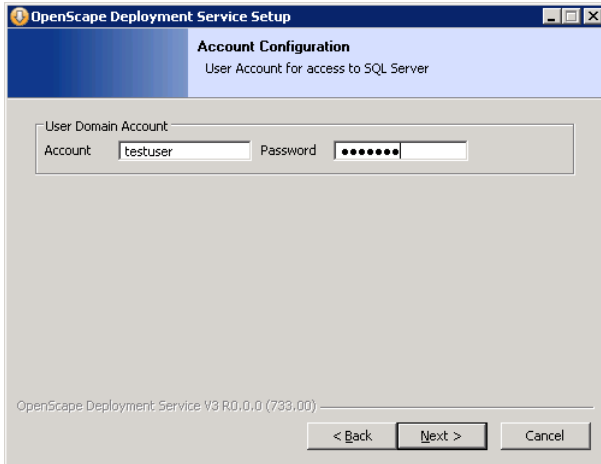 OpenScape Deployment Service Setup
Account Configuration
User Account for access to SQL Server
User Domain Account
Account testuser Password ●●●●●●●
OpenScape Deployment Service V3 R0.0.0 (733.00)
< Back Next > Cancel